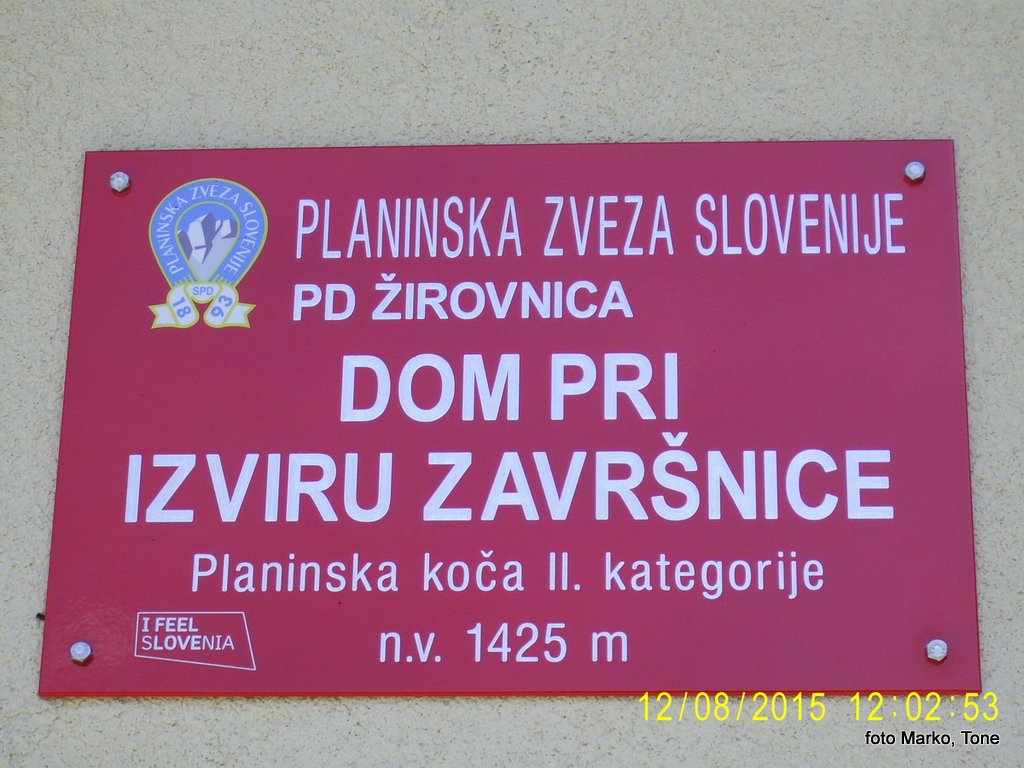 PLANINSKA ZVEZA SLOVENIJE
SPD
18 93
PLANINSKA ZVEZA SLOVENIJE
PD ŽIROVNICA
DOM PRI
IZVIRU ZAVRŠNICE
Planinska koča II. kategorije
n.v. 1425 m
I FEEL
SLOVENIA
12/08/2015 12:02:53
foto Marko, Tone